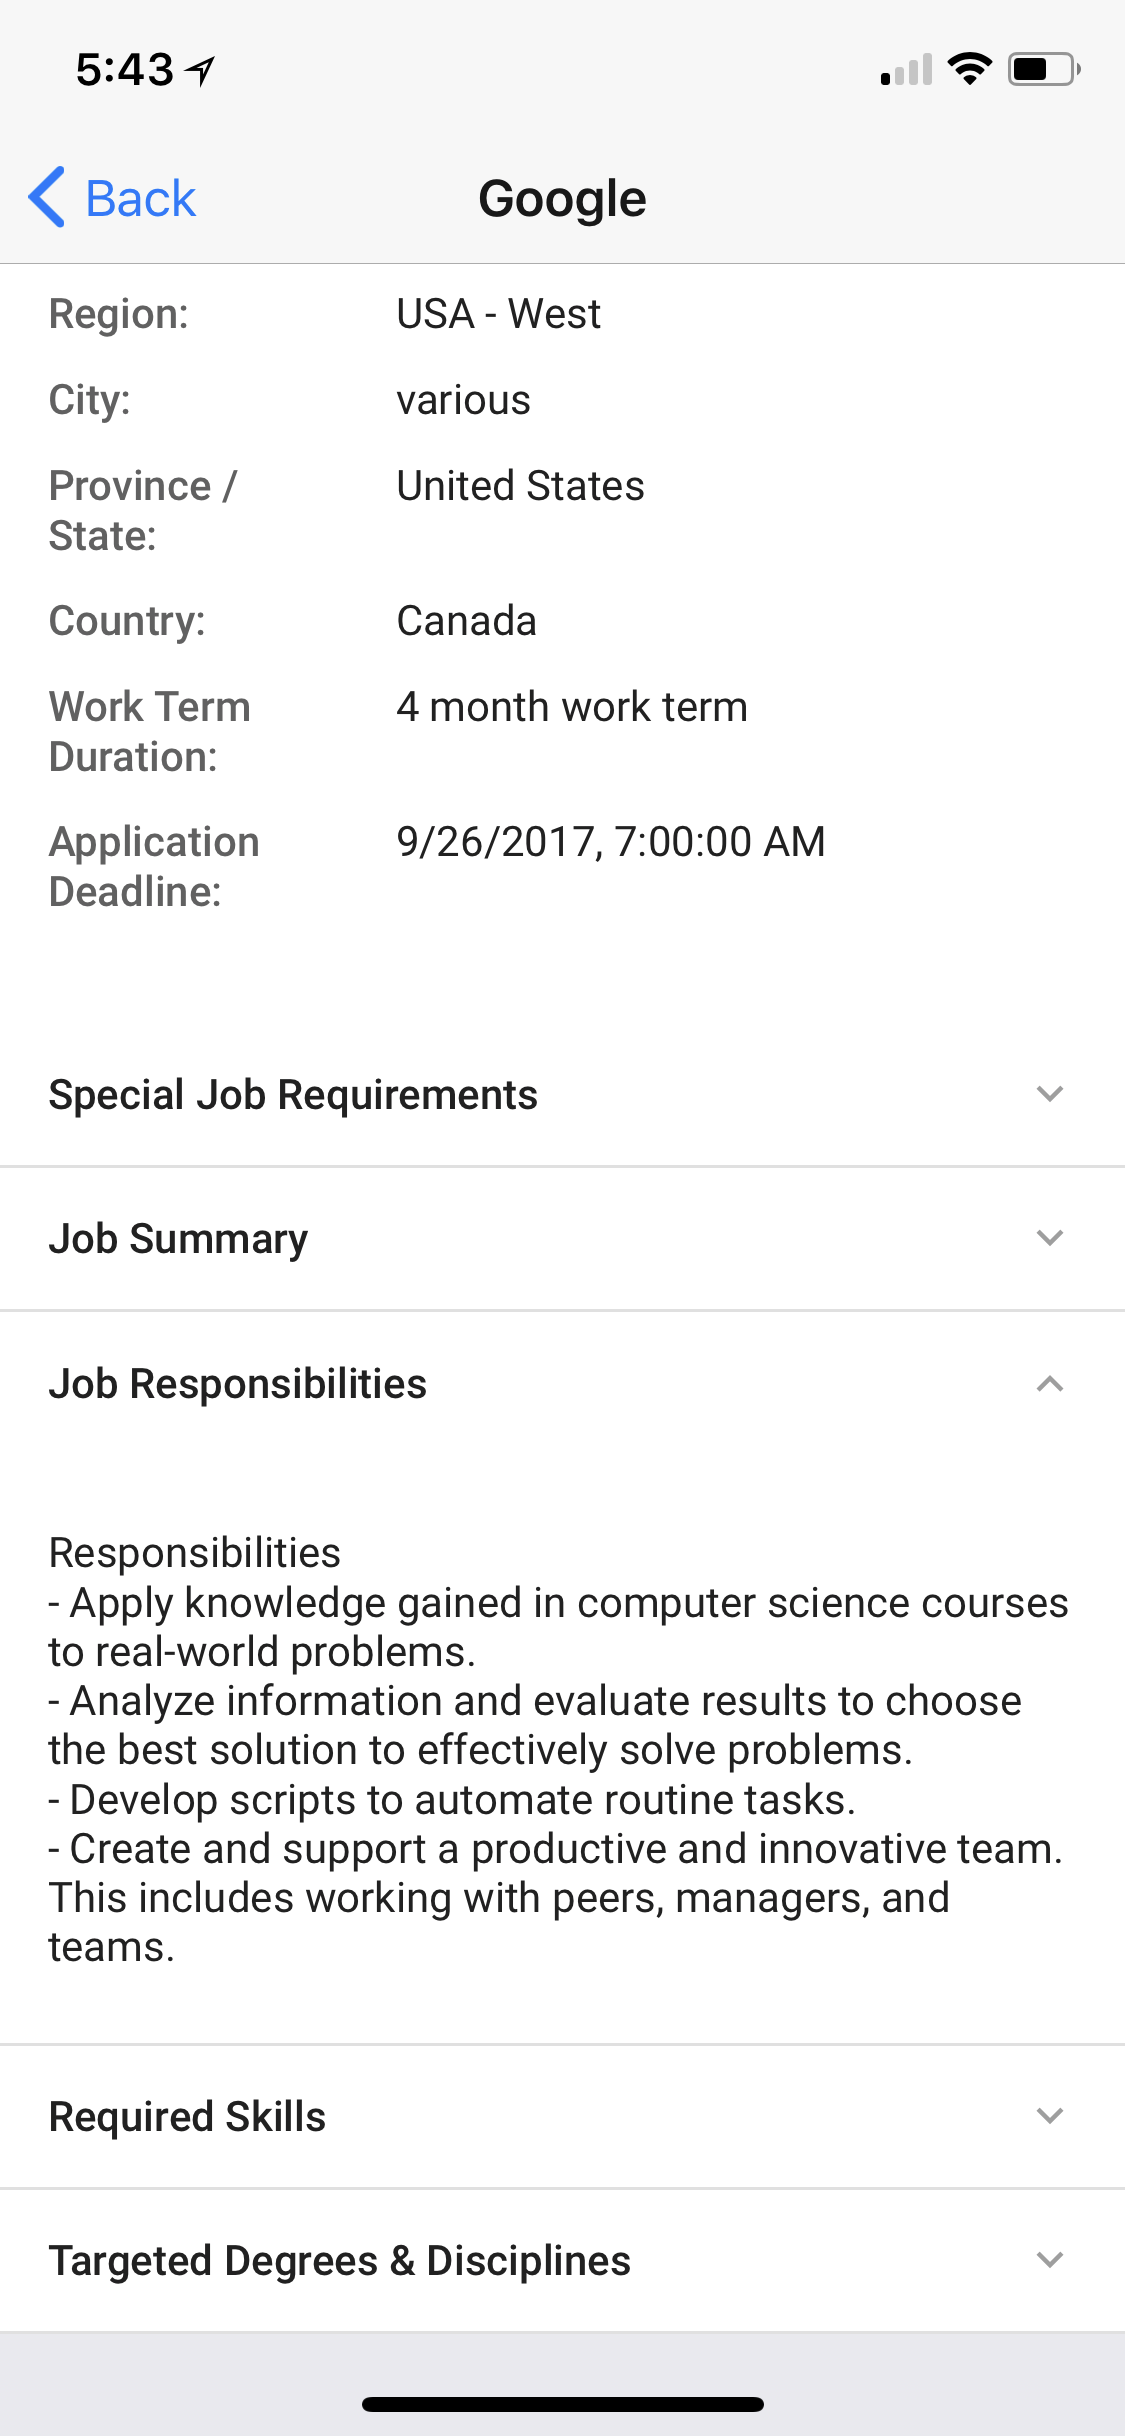 5:43
Back
Google
Region: USA - West
City: various
Province / United States
State:
Country: Canada
Work Term 4 month work term
Duration:
Application 9/26/2017, 7:00:00 AM
Deadline:
Special Job Requirements
Job Summary
Job Responsibilities
Responsibilities
- Apply knowledge gained in computer science courses
to real-world problems.
- Analyze information and evaluate results to choose
the best solution to effectively solve problems.
- Develop scripts to automate routine tasks.
- Create and support a productive and innovative team.
This includes working with peers, managers, and
teams.
Required Skills
Targeted Degrees & Disciplines